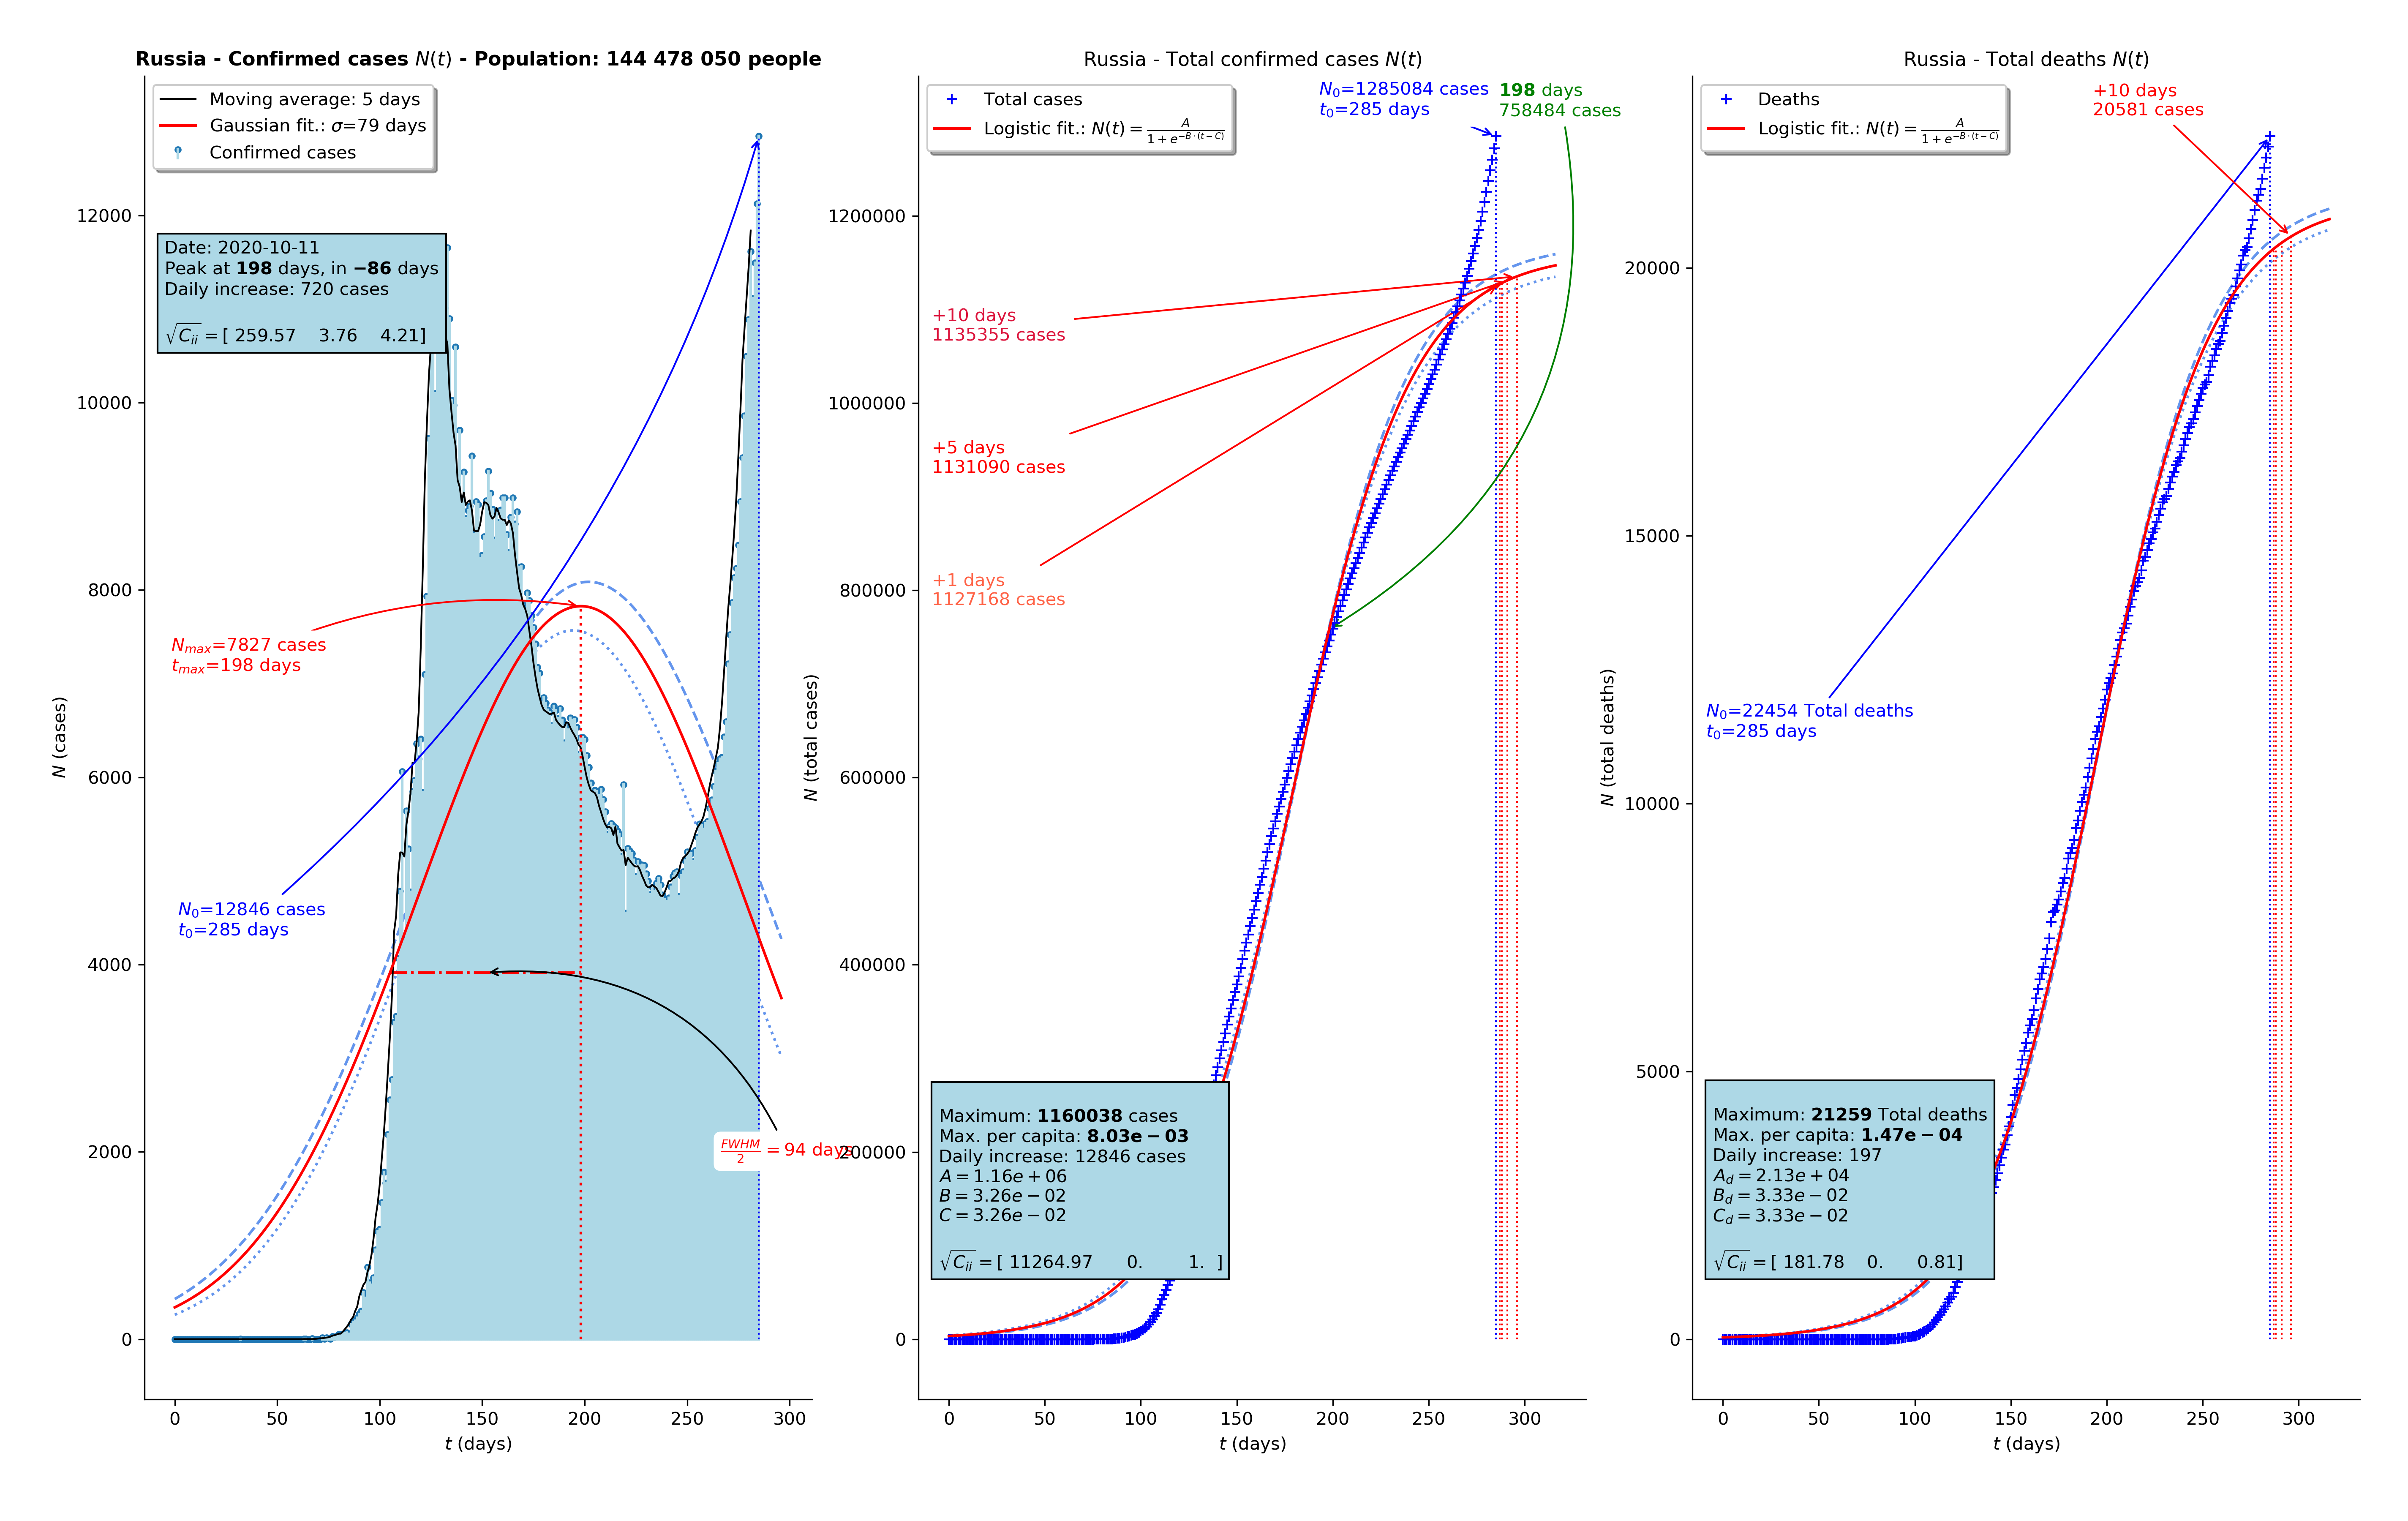 Russia - Confirmed cases N(t) - Population: 144 478 050 people
Moving average: 5 days
Gaussian fit.: σ=79 days
Confirmed cases
Date: 2020-10-11
Peak at 198 days, in −86 days
Daily increase: 720 cases
√C_ii = [ 259.57 3.76 4.21]
N_max=7827 cases
t_max=198 days
N_0=12846 cases
t_0=285 days
FWHM/2 = 94 days
N (cases)
12000
10000
8000
6000
4000
2000
0
0 50 100 150 200 250 300
t (days)
Russia - Total confirmed cases N(t)
Total cases
Logistic fit.: N(t) = A/(1+e^{−B·(t−C)})
N_0=1285084 cases
t_0=285 days
198 days
758484 cases
+10 days
1135355 cases
+5 days
1131090 cases
+1 days
1127168 cases
Maximum: 1160038 cases
Max. per capita: 8.03e − 03
Daily increase: 12846 cases
A = 1.16e + 06
B = 3.26e − 02
C = 3.26e − 02
√C_ii = [ 11264.97 0. 1. ]
N (total cases)
1200000
1000000
800000
600000
400000
200000
0
0 50 100 150 200 250 300
t (days)
Russia - Total deaths N(t)
Deaths
Logistic fit.: N(t) = A/(1+e^{−B·(t−C)})
+10 days
20581 cases
N_0=22454 Total deaths
t_0=285 days
Maximum: 21259 Total deaths
Max. per capita: 1.47e − 04
Daily increase: 197
A_d = 2.13e + 04
B_d = 3.33e − 02
C_d = 3.33e − 02
√C_ii = [ 181.78 0. 0.81]
N (total deaths)
20000
15000
10000
5000
0
0 50 100 150 200 250 300
t (days)